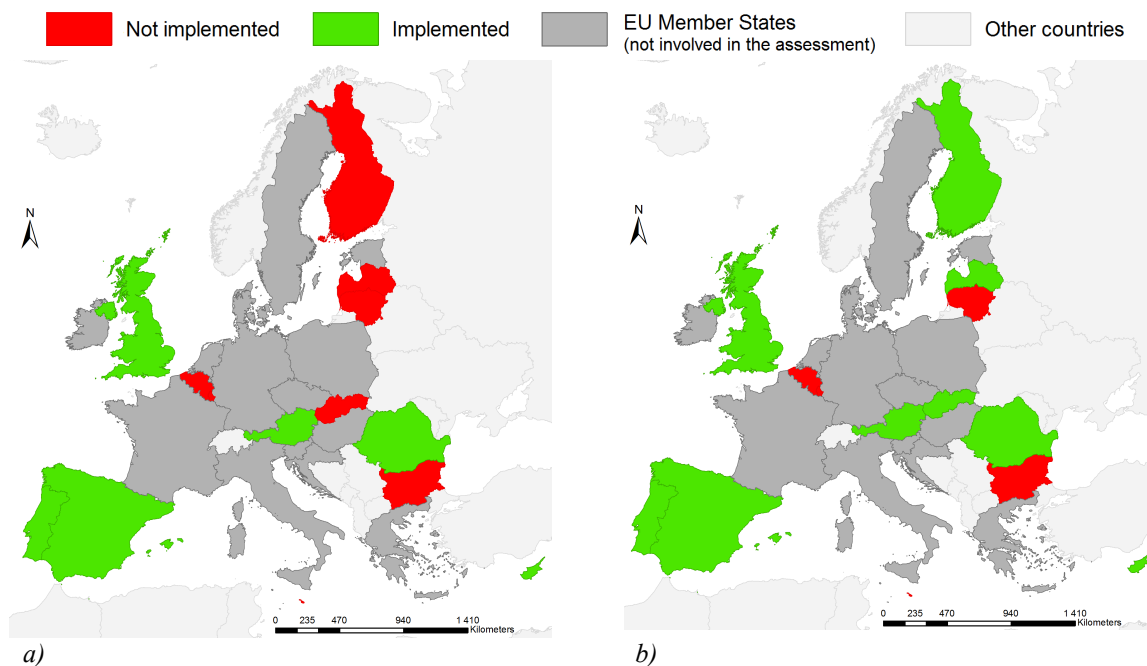 Not implemented
Implemented
EU Member States
(not involved in the assessment)
Other countries
N
N
0 235 470 940 1 410
Kilometers
0 235 470 940 1 410
Kilometers
a)
b)